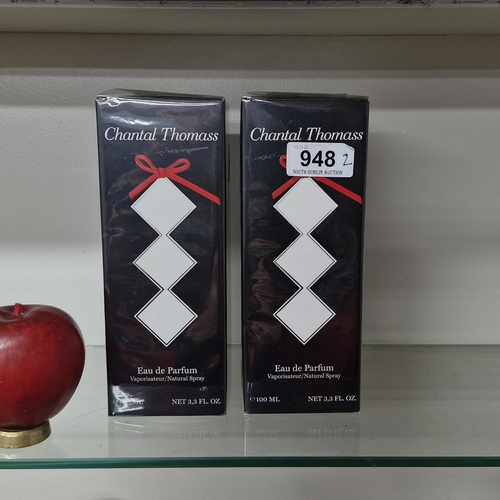 Chantal Thomass
Eau de Parfum
Vaporisateur/Natural Spray
NET 3,3 FL. OZ.
Chantal Thomass
948 2
SOUTH DUBLIN AUCTION
Eau de Parfum
Vaporisateur/Natural Spray
℮100 ML NET 3,3 FL. OZ.